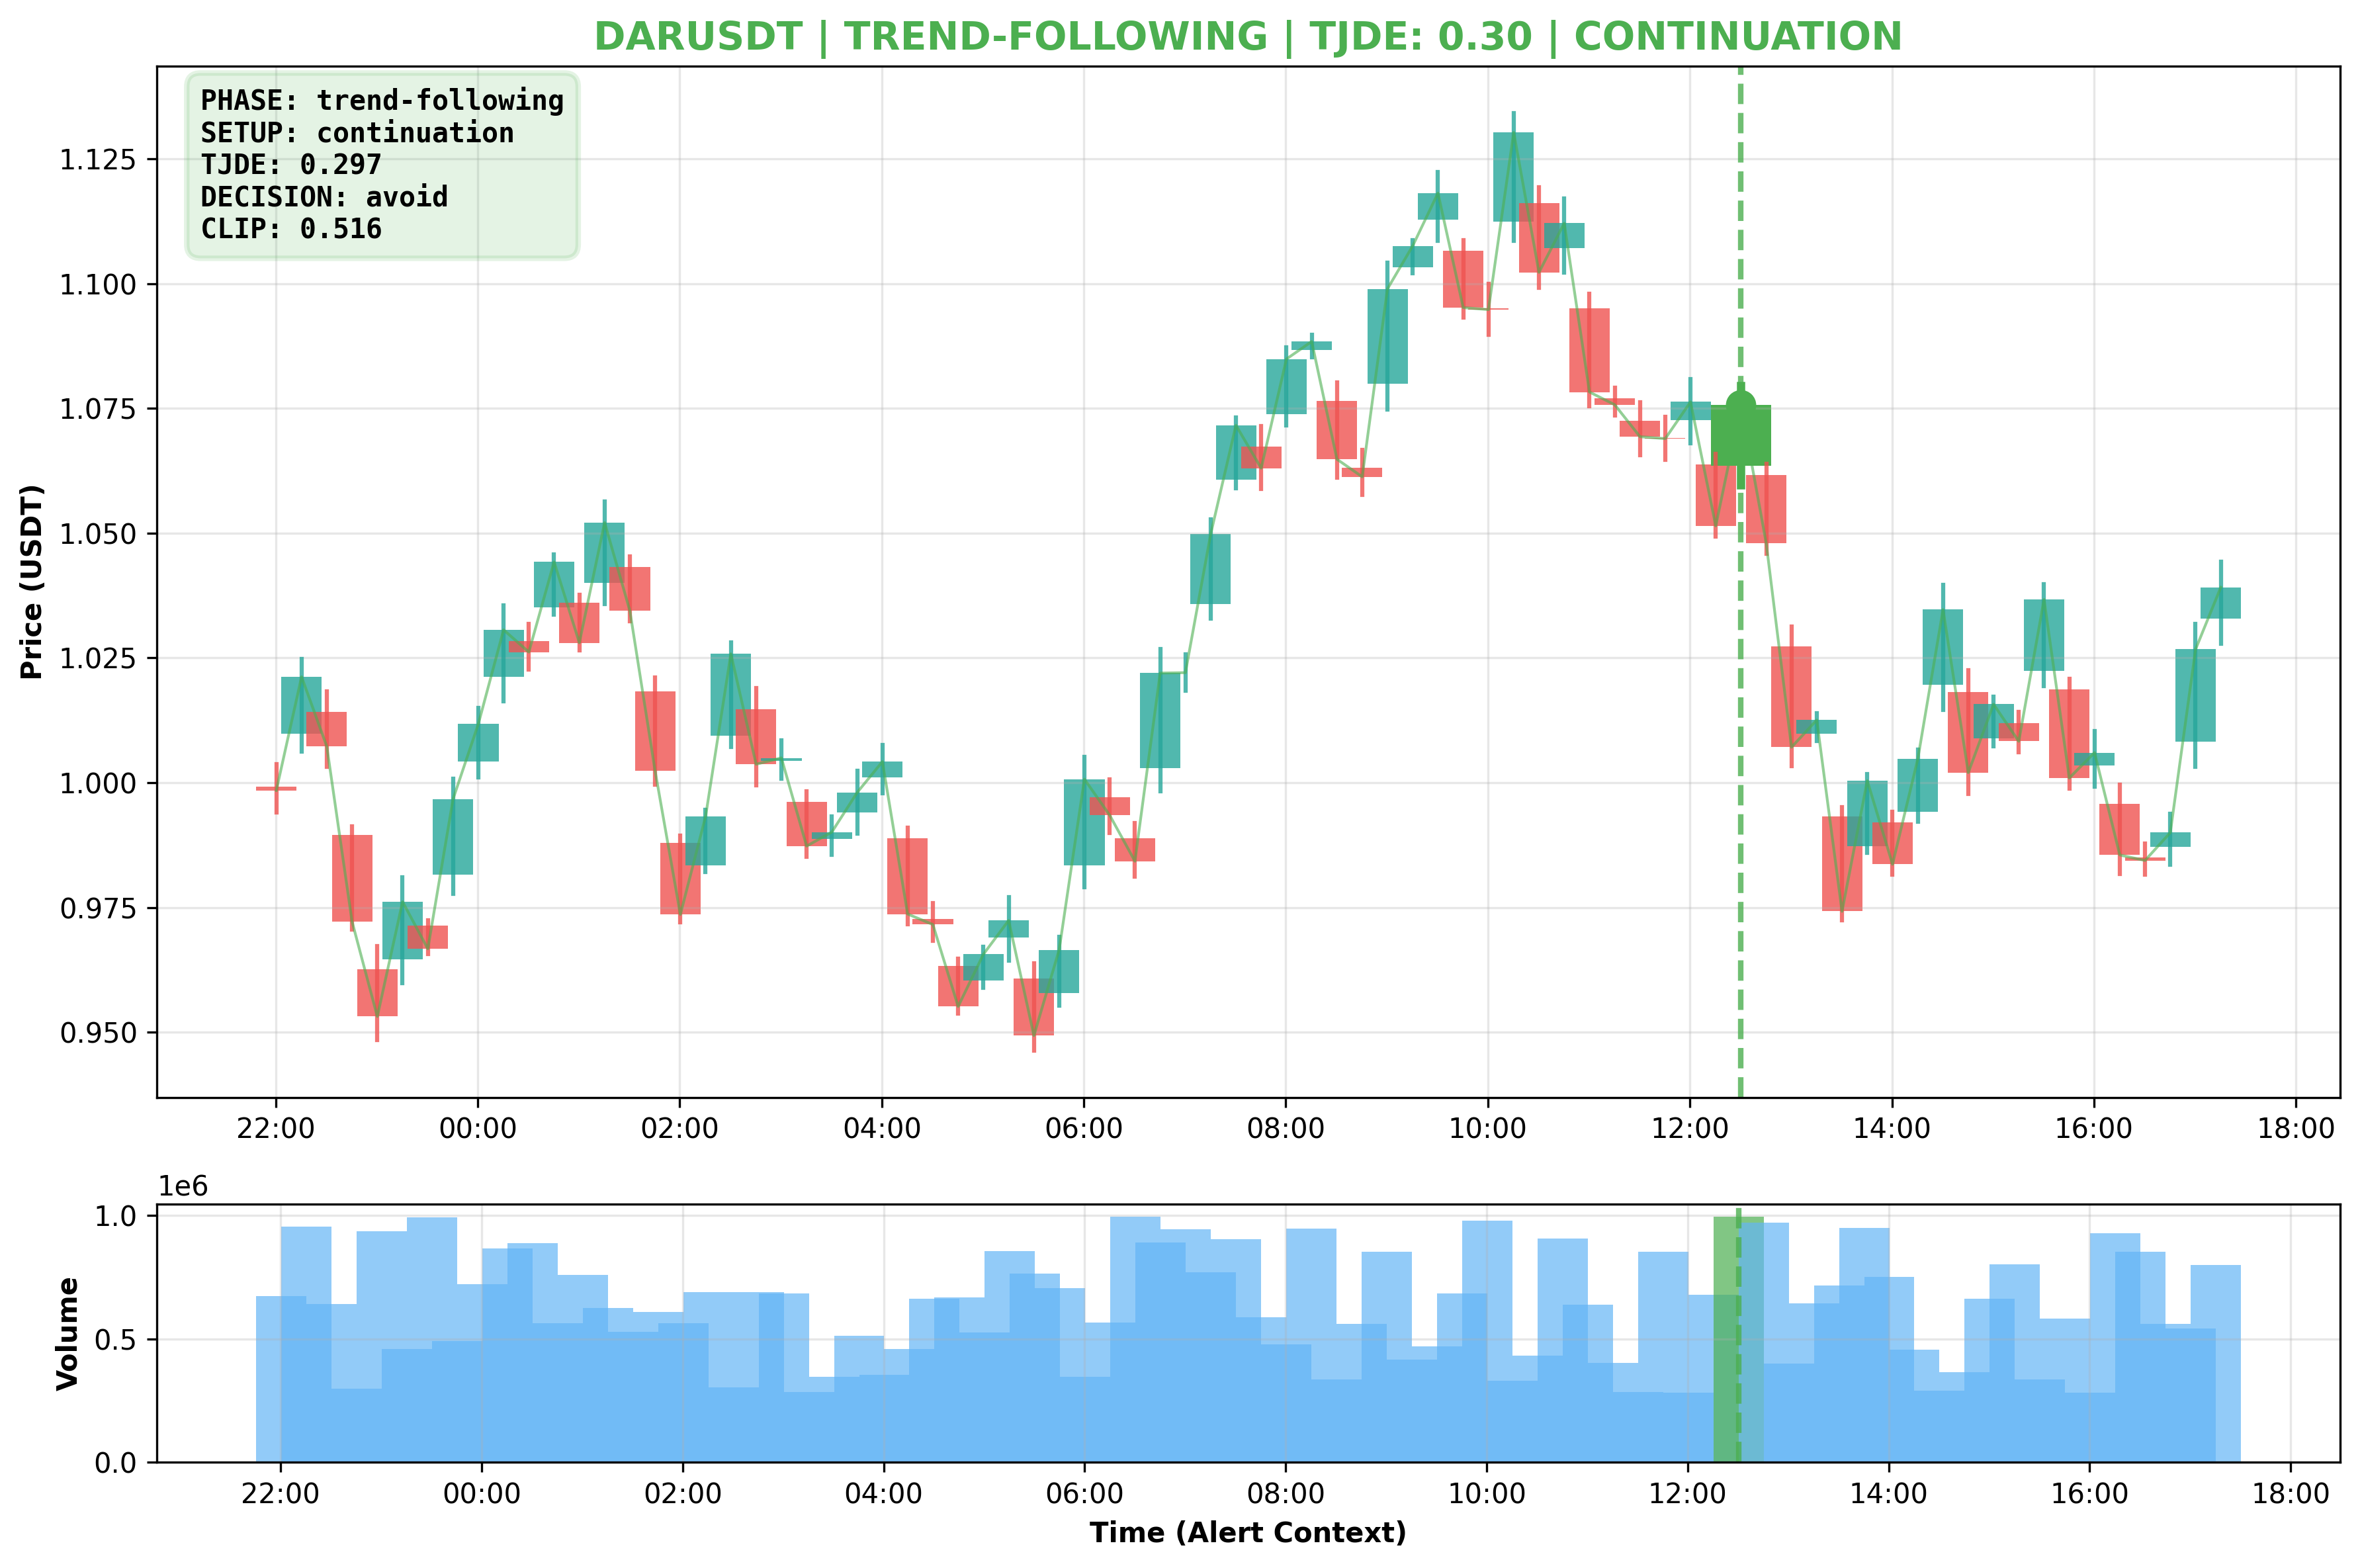 DARUSDT | TREND-FOLLOWING | TJDE: 0.30 | CONTINUATION
PHASE: trend-following
SETUP: continuation
TJDE: 0.297
DECISION: avoid
CLIP: 0.516
Price (USDT)
1.125
1.100
1.075
1.050
1.025
1.000
0.975
0.950
22:00 00:00 02:00 04:00 06:00 08:00 10:00 12:00 14:00 16:00 18:00
1e6
Volume
1.0
0.5
0.0
22:00 00:00 02:00 04:00 06:00 08:00 10:00 12:00 14:00 16:00 18:00
Time (Alert Context)